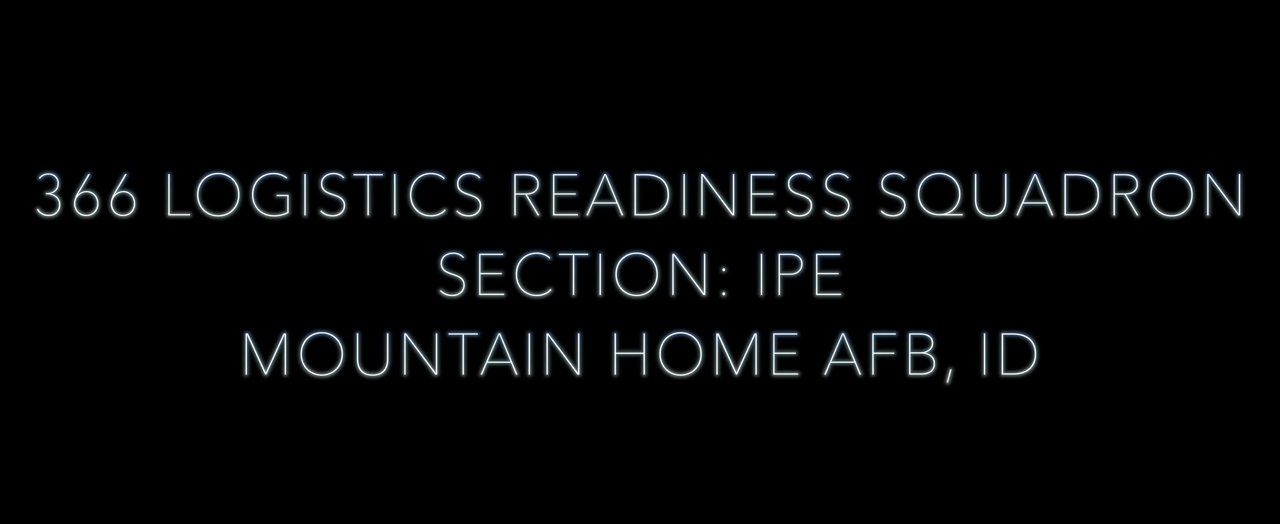 366 LOGISTICS READINESS SQUADRON
SECTION: IPE
MOUNTAIN HOME AFB, ID